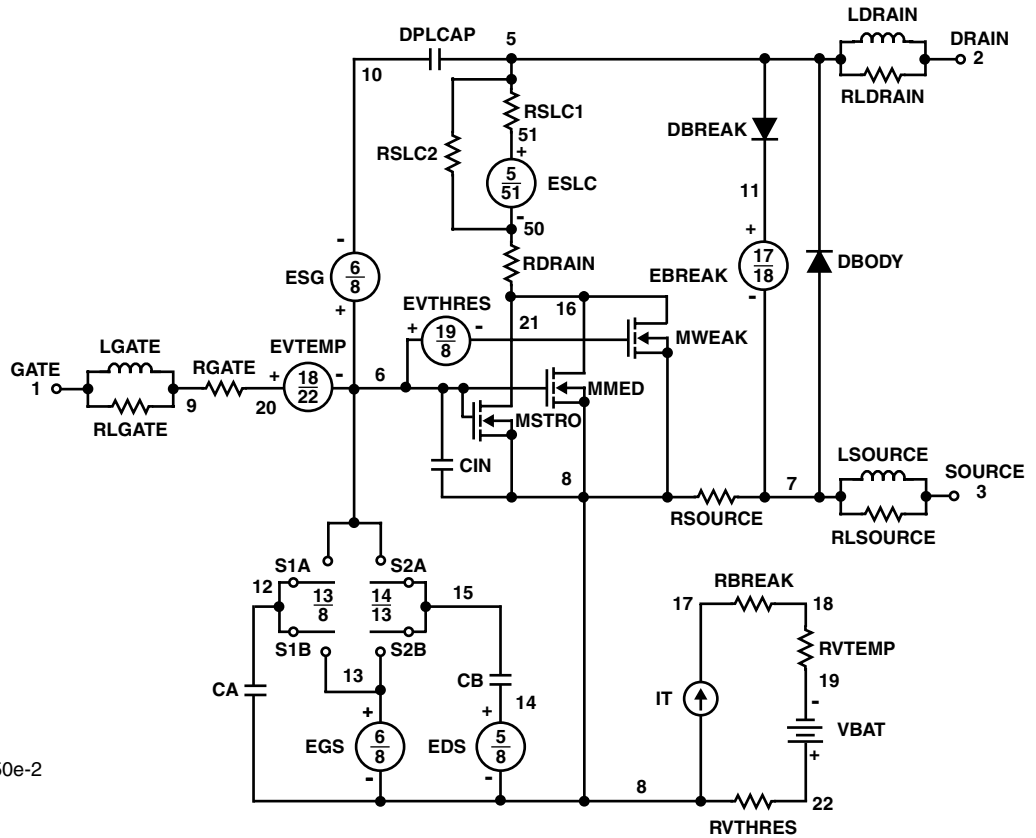 LDRAIN
DPLCAP 5 DRAIN
10 2
RSLC1 RLDRAIN
DBREAK
51
RSLC2 +
5
51 ESLC 11
-
50
- +
RDRAIN 17
18 DBODY
6
8 EBREAK
ESG EVTHRES 16 -
+ + 19
8 - 21 MWEAK
LGATE EVTEMP
GATE RGATE + 18
22 - 6 MMED
1 9 20
RLGATE MSTRO
CIN LSOURCE
8 7 SOURCE
3
RSOURCE
RLSOURCE
S1A S2A
12 13
8 14
13 15 RBREAK
17 18
S1B S2B RVTEMP
13 CB 19
CA 14 IT -
+ + VBAT
EGS 6
8 EDS 5
8 +
- - 8 22
RVTHRES
50e-2